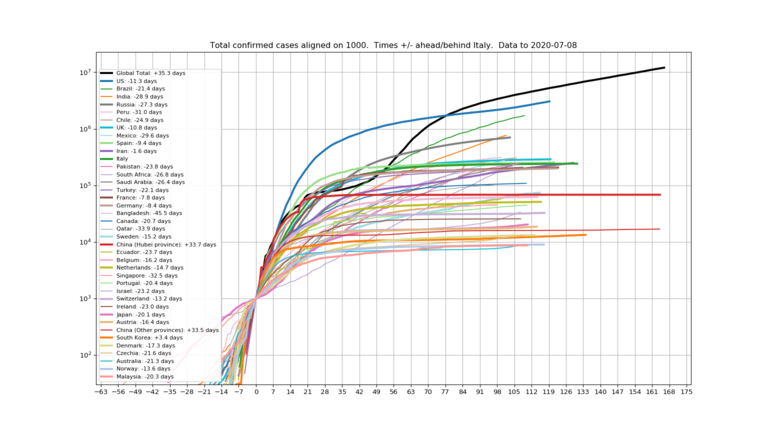 Total confirmed cases aligned on 1000.  Times +/- ahead/behind Italy.  Data to 2020-07-08
10⁷
10⁶
10⁵
10⁴
10³
10²
Global Total: +35.3 days
US: -11.3 days
Brazil: -21.4 days
India: -28.9 days
Russia: -27.3 days
Peru: -31.0 days
Chile: -24.9 days
UK: -10.8 days
Mexico: -29.6 days
Spain: -9.4 days
Iran: -1.6 days
Italy
Pakistan: -23.8 days
South Africa: -26.8 days
Saudi Arabia: -26.4 days
Turkey: -22.1 days
France: -7.8 days
Germany: -8.4 days
Bangladesh: -45.5 days
Canada: -20.7 days
Qatar: -33.9 days
Sweden: -15.2 days
China (Hubei province): +33.7 days
Ecuador: -23.7 days
Belgium: -16.2 days
Netherlands: -14.7 days
Singapore: -32.5 days
Portugal: -20.4 days
Israel: -23.2 days
Switzerland: -13.2 days
Ireland: -23.0 days
Japan: -20.1 days
Austria: -16.4 days
China (Other provinces): +33.5 days
South Korea: +3.4 days
Denmark: -17.3 days
Czechia: -21.6 days
Australia: -21.3 days
Norway: -13.6 days
Malaysia: -20.3 days
−63 −56 −49 −42 −35 −28 −21 −14 −7 0 7 14 21 28 35 42 49 56 63 70 77 84 91 98 105 112 119 126 133 140 147 154 161 168 175